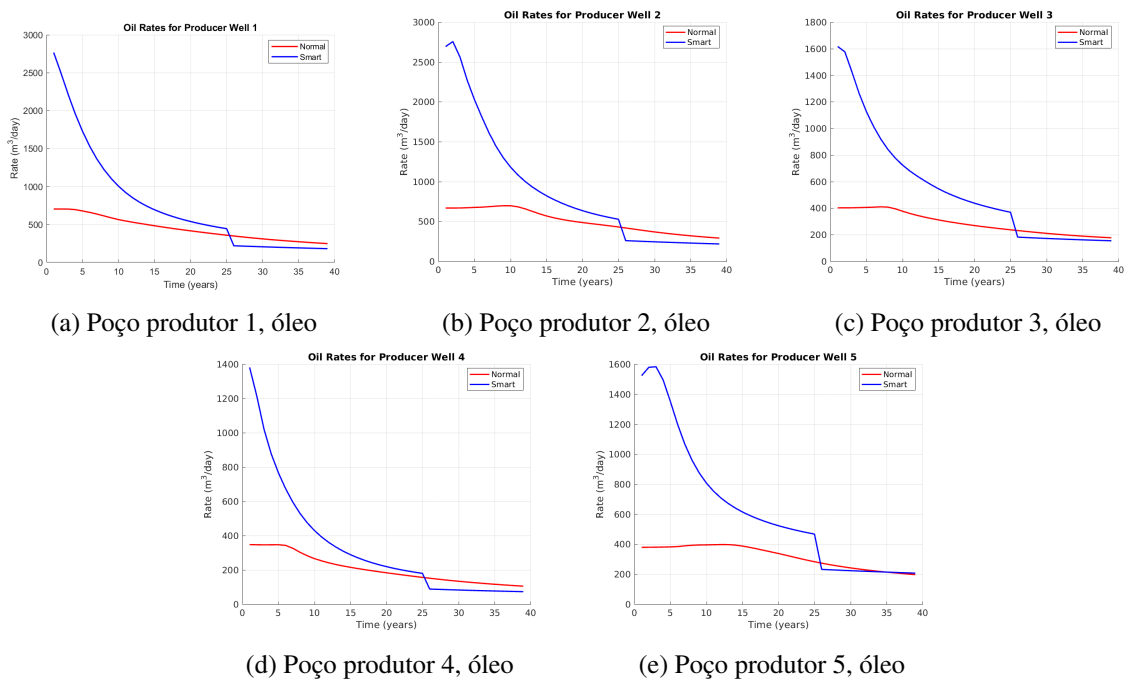 Oil Rates for Producer Well 1
3000
2500
2000
1500
1000
500
0
Rate (m³/day)
0 5 10 15 20 25 30 35 40
Time (years)
Normal
Smart
(a) Poço produtor 1, óleo
Oil Rates for Producer Well 2
3000
2500
2000
1500
1000
500
0
Rate (m³/day)
0 5 10 15 20 25 30 35 40
Time (years)
Normal
Smart
(b) Poço produtor 2, óleo
Oil Rates for Producer Well 3
1800
1600
1400
1200
1000
800
600
400
200
0
Rate (m³/day)
0 5 10 15 20 25 30 35 40
Time (years)
Normal
Smart
(c) Poço produtor 3, óleo
Oil Rates for Producer Well 4
1400
1200
1000
800
600
400
200
0
Rate (m³/day)
0 5 10 15 20 25 30 35 40
Time (years)
Normal
Smart
(d) Poço produtor 4, óleo
Oil Rates for Producer Well 5
1600
1400
1200
1000
800
600
400
200
0
Rate (m³/day)
0 5 10 15 20 25 30 35 40
Time (years)
Normal
Smart
(e) Poço produtor 5, óleo